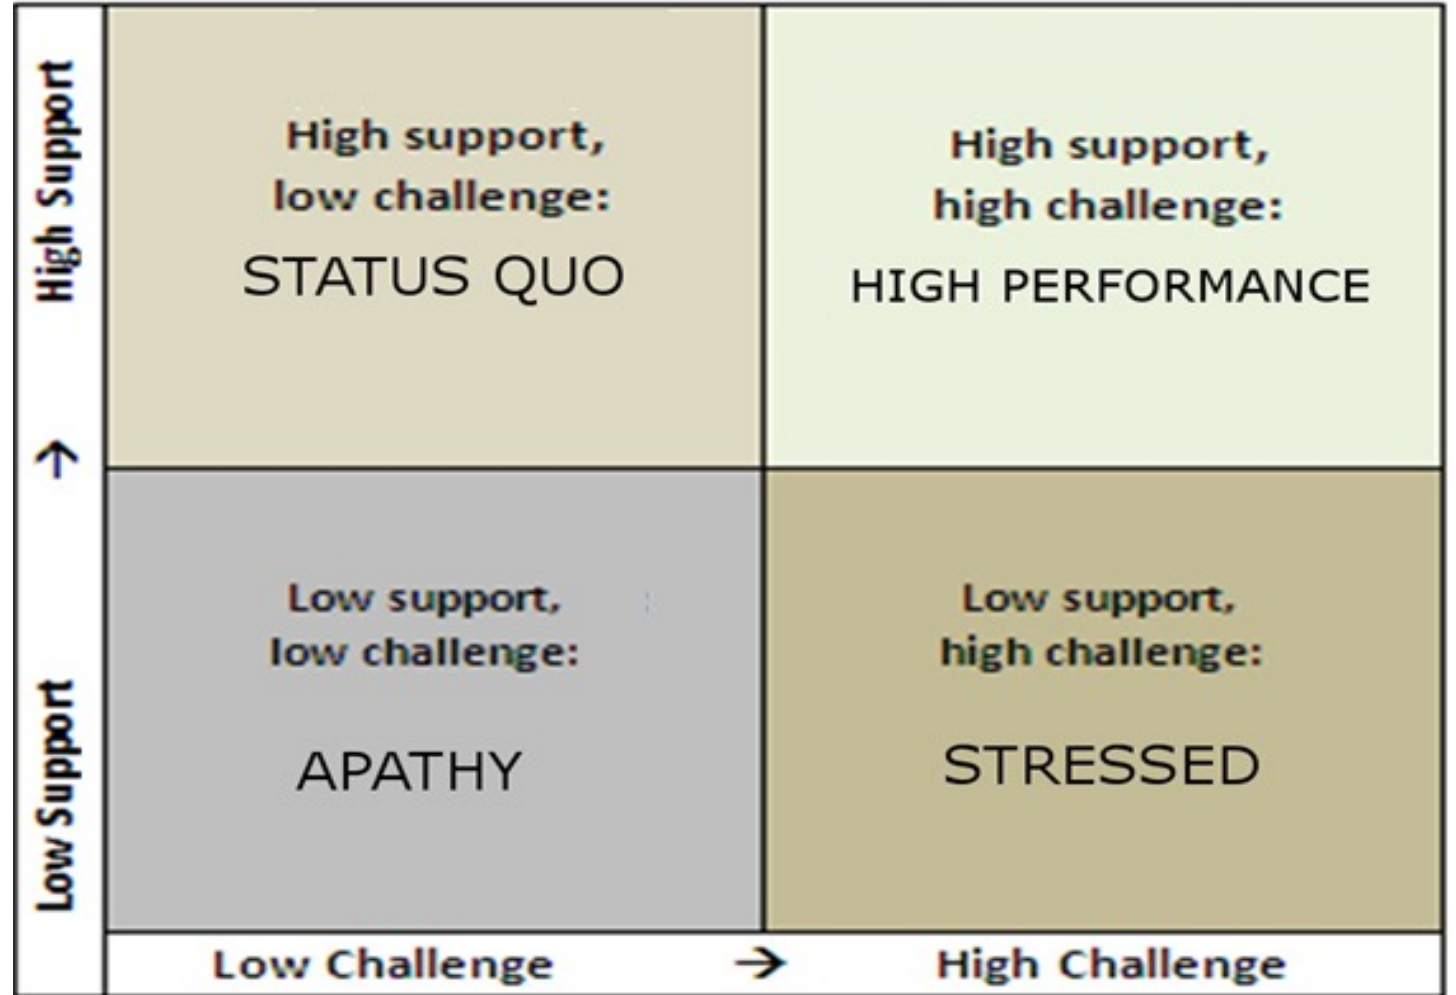 High Support
↑
Low Support
High support,
low challenge:
STATUS QUO
High support,
high challenge:
HIGH PERFORMANCE
Low support,
low challenge:
APATHY
Low support,
high challenge:
STRESSED
Low Challenge → High Challenge